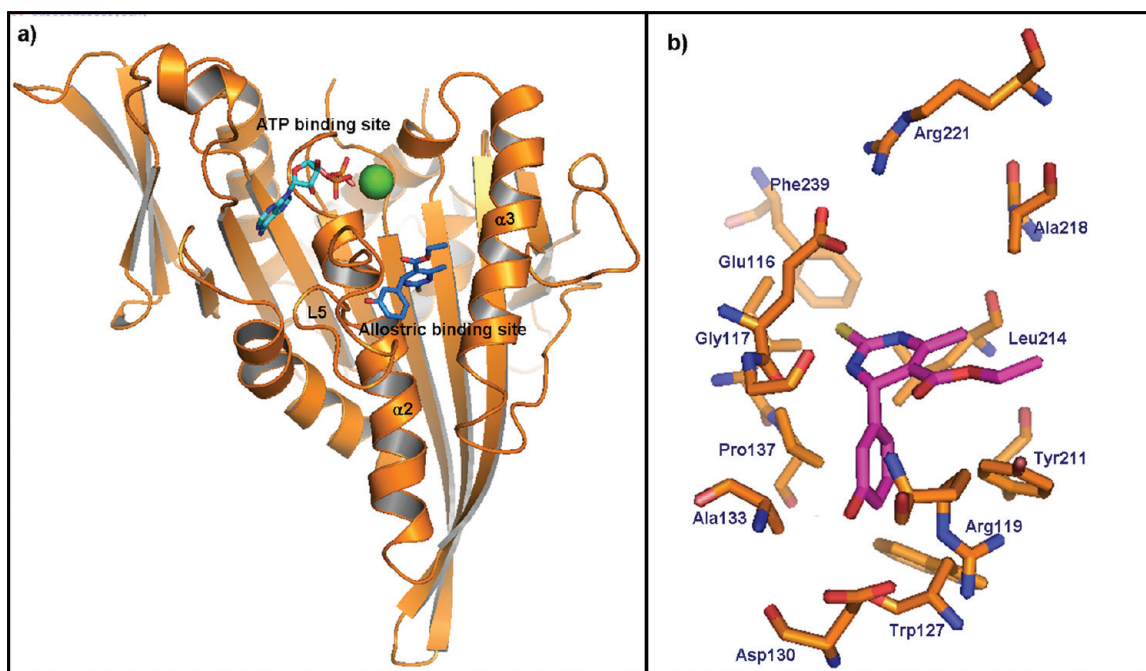 a)
ATP binding site
α3
L5
Allostric binding site
α2
b)
Arg221
Phe239
Ala218
Glu116
Gly117
Leu214
Pro137
Tyr211
Ala133
Arg119
Trp127
Asp130